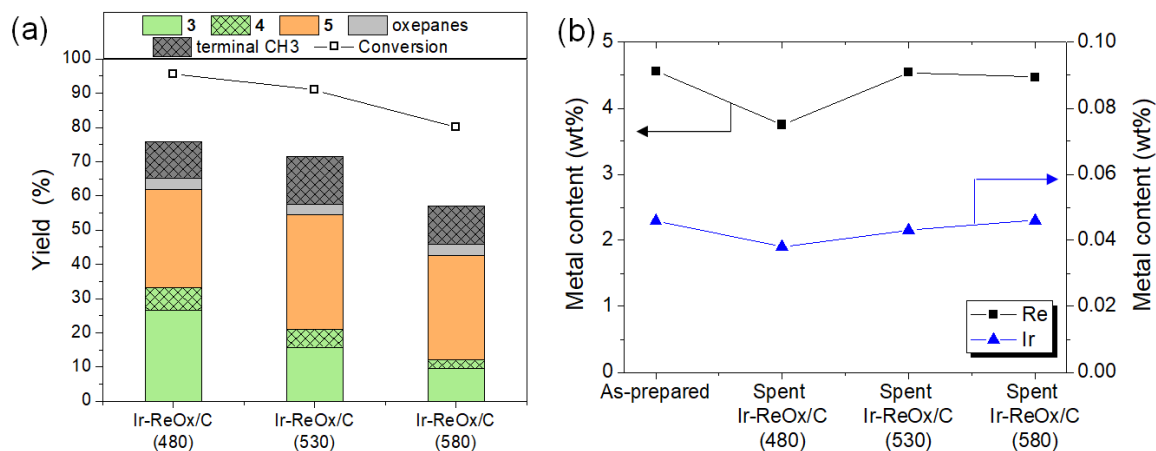 (a)
3 4 5 oxepanes
terminal CH3 Conversion
Yield (%)
100
90
80
70
60
50
40
30
20
10
0
Ir-ReOx/C Ir-ReOx/C Ir-ReOx/C
(480) (530) (580)
(b)
Metal content (wt%)
5
4
3
2
1
0
Re
Ir
0.10
0.08
0.06
0.04
0.02
0.00
Metal content (wt%)
As-prepared Spent Spent Spent
Ir-ReOx/C Ir-ReOx/C Ir-ReOx/C
(480) (530) (580)